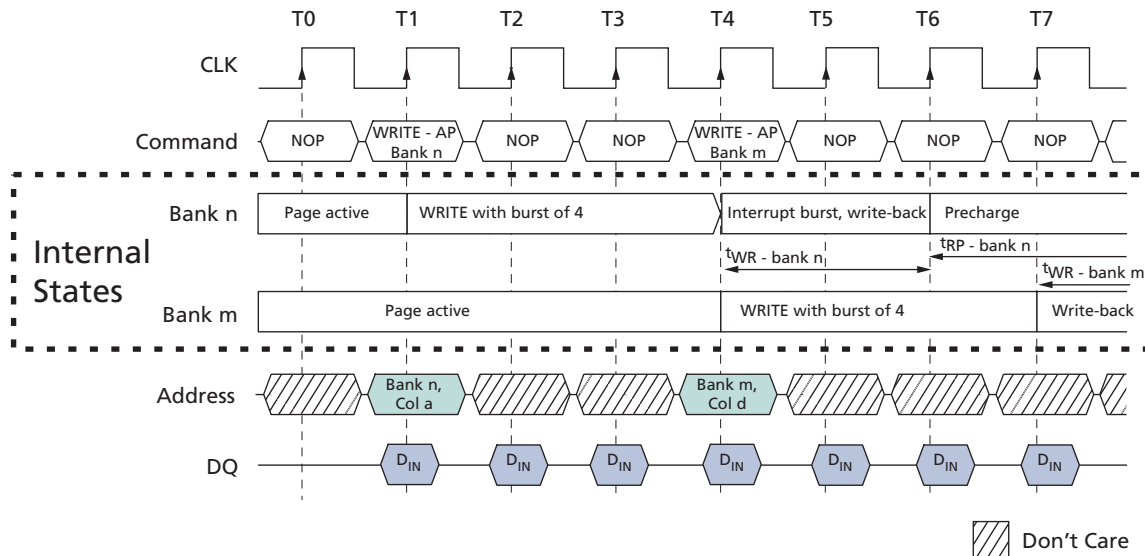 T0 T1 T2 T3 T4 T5 T6 T7
CLK
Command
NOP
WRITE - AP
Bank n
NOP
NOP
WRITE - AP
Bank m
NOP
NOP
NOP
Internal
States
Bank n
Page active
WRITE with burst of 4
Interrupt burst, write-back
Precharge
tWR - bank n
tRP - bank n
tWR - bank m
Bank m
Page active
WRITE with burst of 4
Write-back
Address
Bank n,
Col a
Bank m,
Col d
DQ
DIN
DIN
DIN
DIN
DIN
DIN
DIN
Don't Care